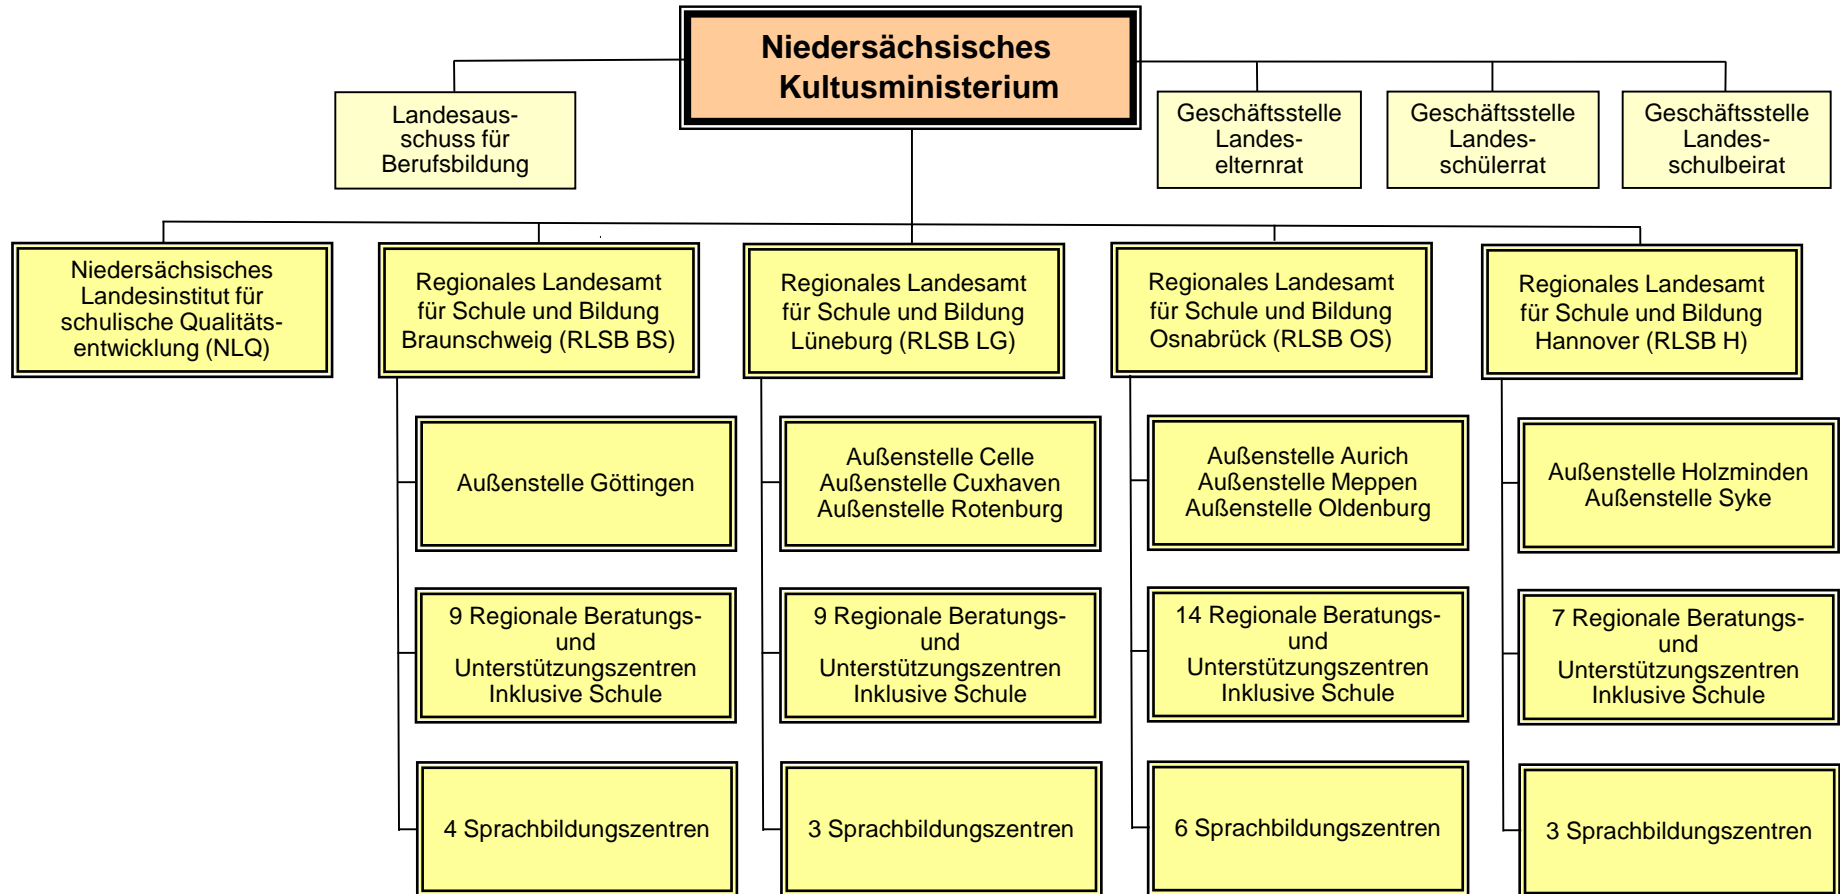 Niedersächsisches
Kultusministerium
Landesaus-
schuss für
Berufsbildung
Geschäftsstelle
Landes-
elternrat
Geschäftsstelle
Landes-
schülerrat
Geschäftsstelle
Landes-
schulbeirat
Niedersächsisches
Landesinstitut für
schulische Qualitäts-
entwicklung (NLQ)
Regionales Landesamt
für Schule und Bildung
Braunschweig (RLSB BS)
Regionales Landesamt
für Schule und Bildung
Lüneburg (RLSB LG)
Regionales Landesamt
für Schule und Bildung
Osnabrück (RLSB OS)
Regionales Landesamt
für Schule und Bildung
Hannover (RLSB H)
Außenstelle Göttingen
Außenstelle Celle
Außenstelle Cuxhaven
Außenstelle Rotenburg
Außenstelle Aurich
Außenstelle Meppen
Außenstelle Oldenburg
Außenstelle Holzminden
Außenstelle Syke
9 Regionale Beratungs-
und
Unterstützungszentren
Inklusive Schule
9 Regionale Beratungs-
und
Unterstützungszentren
Inklusive Schule
14 Regionale Beratungs-
und
Unterstützungszentren
Inklusive Schule
7 Regionale Beratungs-
und
Unterstützungszentren
Inklusive Schule
4 Sprachbildungszentren
3 Sprachbildungszentren
6 Sprachbildungszentren
3 Sprachbildungszentren